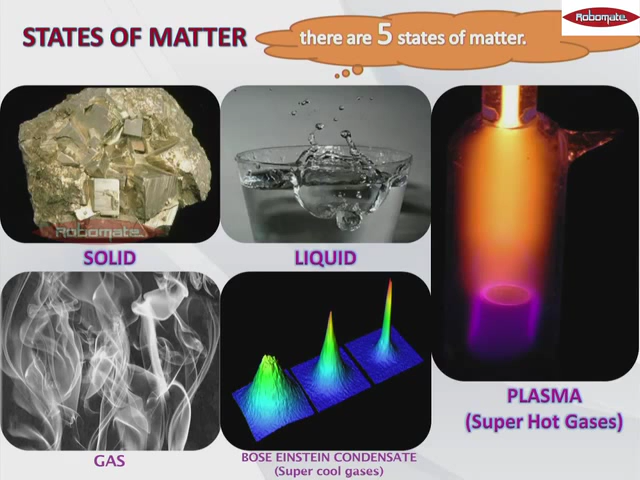 STATES OF MATTER
there are 5 states of matter.
Robomate
Robomate
SOLID
LIQUID
PLASMA
(Super Hot Gases)
GAS
BOSE EINSTEIN CONDENSATE
(Super cool gases)